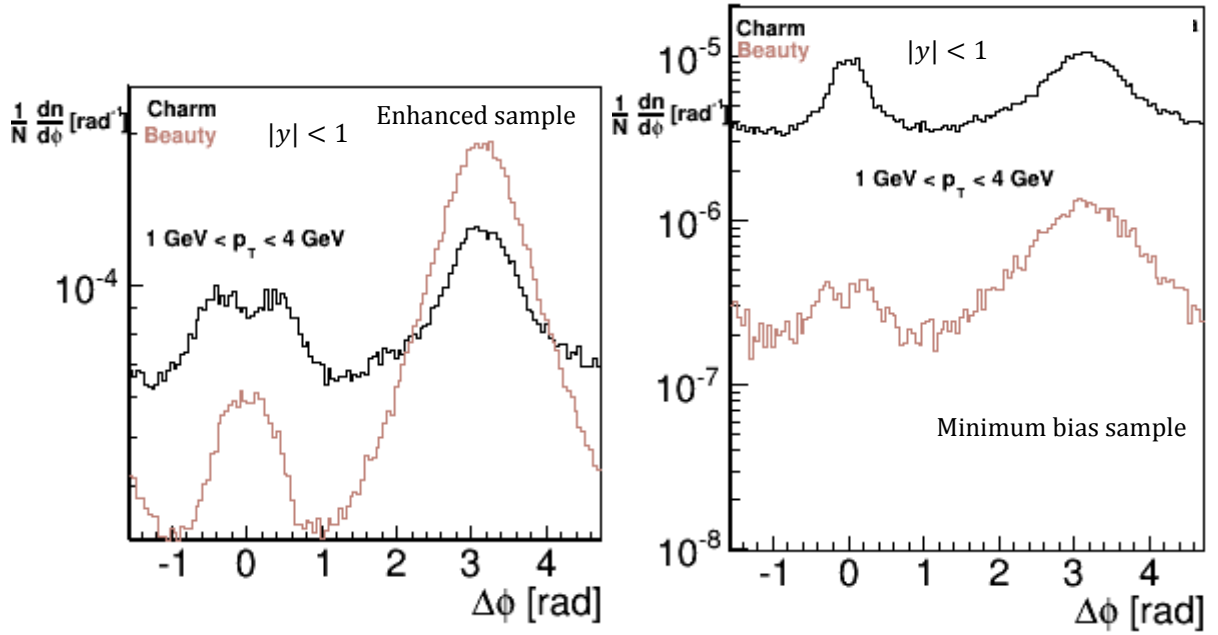 Charm
Beauty
|y| < 1
Enhanced sample
1/N dn/dϕ [rad⁻¹]
1 GeV < p_T < 4 GeV
10⁻⁴
-1 0 1 2 3 4
Δϕ [rad]
Charm
Beauty
|y| < 1
1/N dn/dϕ [rad⁻¹]
10⁻⁵
1 GeV < p_T < 4 GeV
10⁻⁶
10⁻⁷
Minimum bias sample
10⁻⁸
-1 0 1 2 3 4
Δϕ [rad]